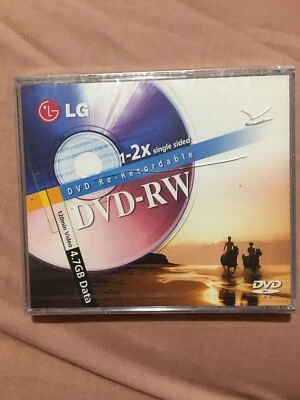 LG
1-2X single sided
DVD Re-Recordable
DVD-RW
120min Video 4.7GB Data
DVD